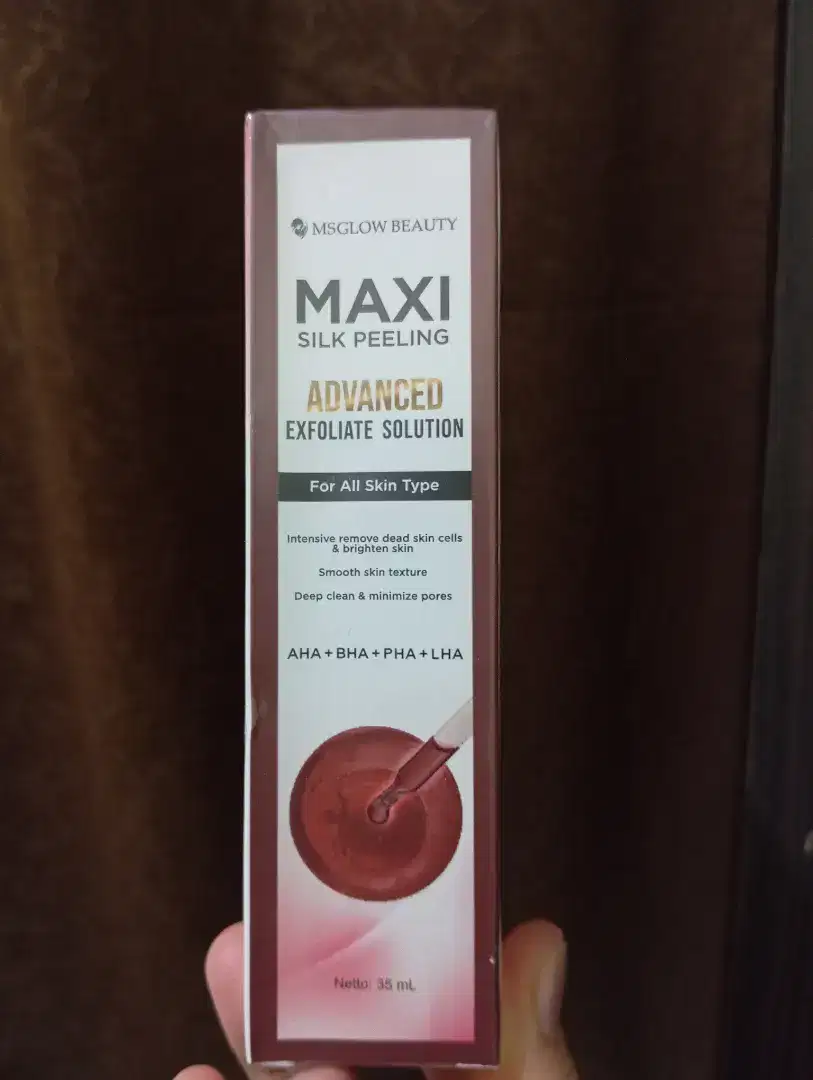 MSGLOW BEAUTY
MAXI
SILK PEELING
ADVANCED
EXFOLIATE SOLUTION
For All Skin Type
Intensive remove dead skin cells
& brighten skin
Smooth skin texture
Deep clean & minimize pores
AHA + BHA + PHA + LHA
Netto: 35 mL